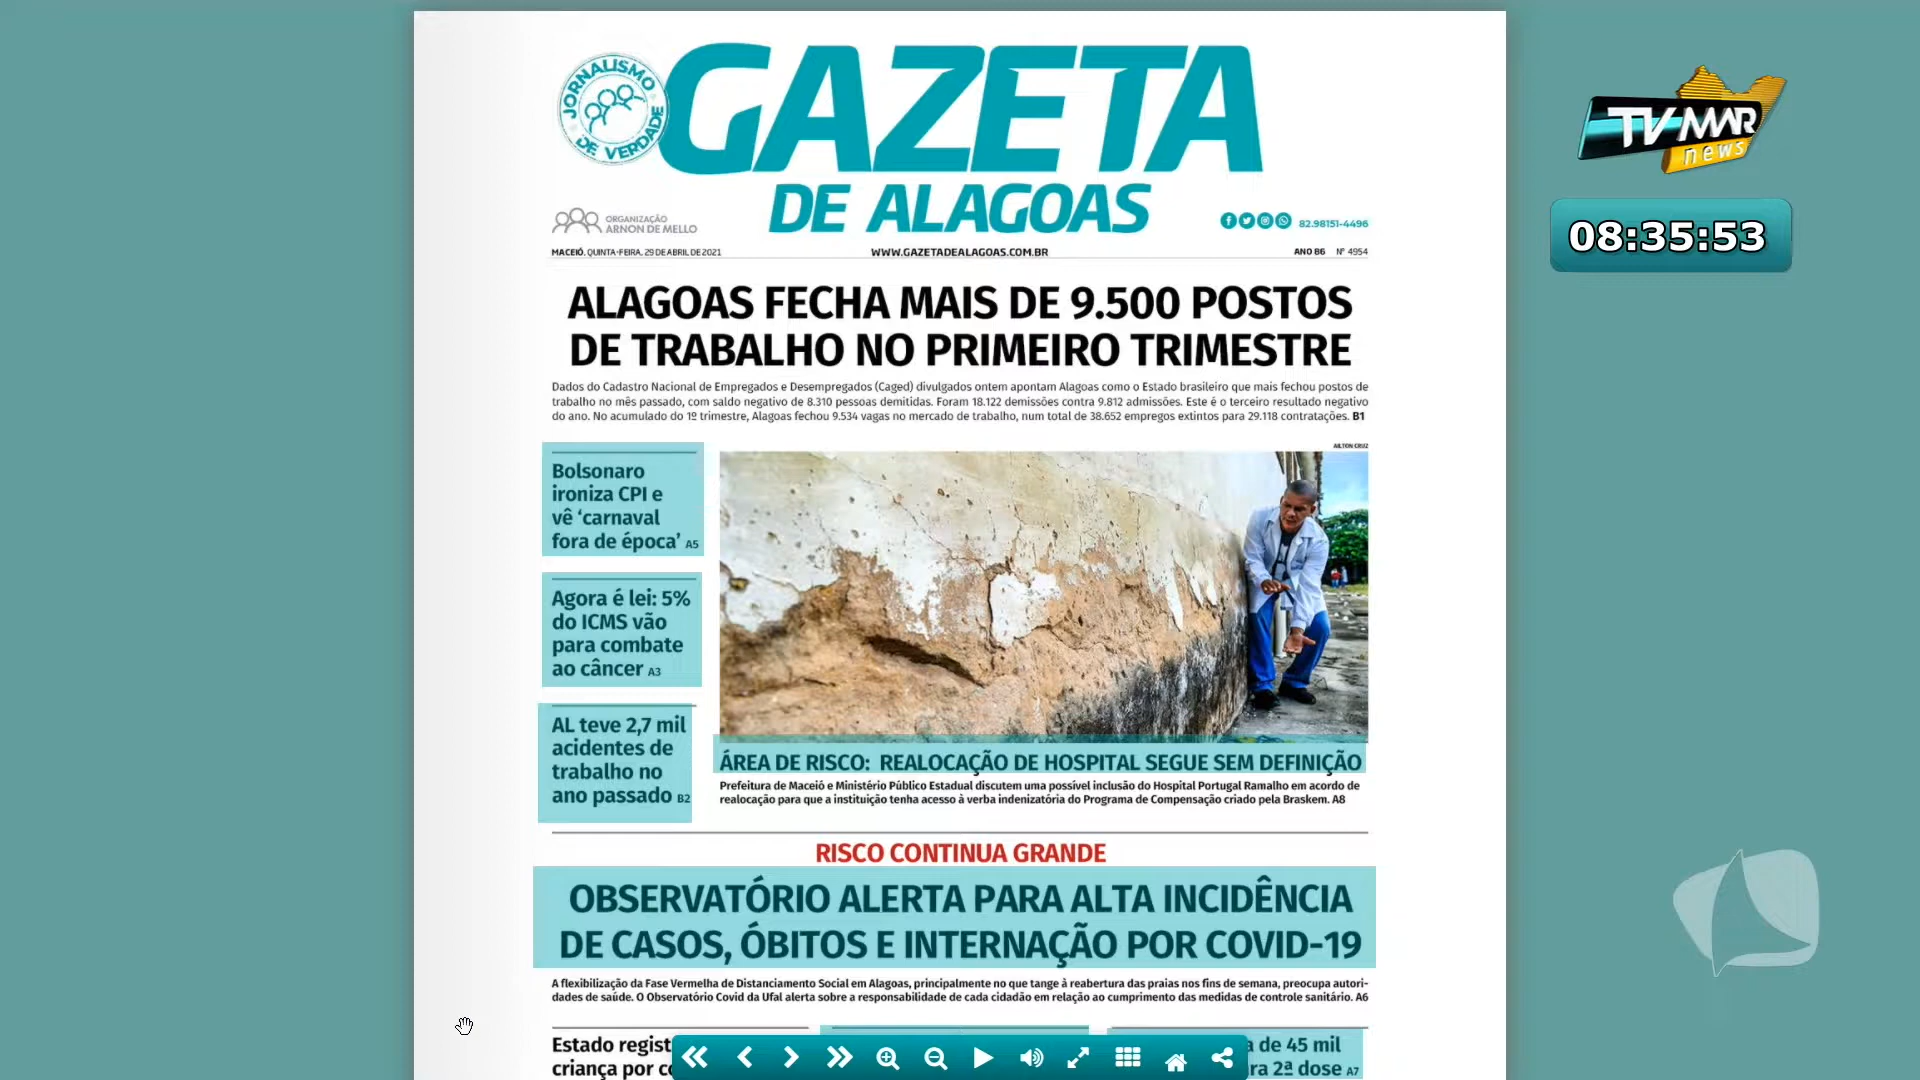 JORNALISMO DE VERDADE
GAZETA
DE ALAGOAS
ORGANIZAÇÃO
ARNON DE MELLO
82.98151-4496
MACEIÓ, QUINTA-FEIRA, 29 DE ABRIL DE 2021
WWW.GAZETADEALAGOAS.COM.BR
ANO 86 Nº 4954
TV MAR
news
08:35:53
ALAGOAS FECHA MAIS DE 9.500 POSTOS
DE TRABALHO NO PRIMEIRO TRIMESTRE
Dados do Cadastro Nacional de Empregados e Desempregados (Caged) divulgados ontem apontam Alagoas como o Estado brasileiro que mais fechou postos de
trabalho no mês passado, com saldo negativo de 8.310 pessoas demitidas. Foram 18.122 demissões contra 9.812 admissões. Este é o terceiro resultado negativo
do ano. No acumulado do 1º trimestre, Alagoas fechou 9.534 vagas no mercado de trabalho, num total de 38.652 empregos extintos para 29.118 contratações. B1
AILTON CRUZ
Bolsonaro
ironiza CPI e
vê ‘carnaval
fora de época’ A5
Agora é lei: 5%
do ICMS vão
para combate
ao câncer A3
AL teve 2,7 mil
acidentes de
trabalho no
ano passado B2
ÁREA DE RISCO: REALOCAÇÃO DE HOSPITAL SEGUE SEM DEFINIÇÃO
Prefeitura de Maceió e Ministério Público Estadual discutem uma possível inclusão do Hospital Portugal Ramalho em acordo de
realocação para que a instituição tenha acesso à verba indenizatória do Programa de Compensação criado pela Braskem. A8
RISCO CONTINUA GRANDE
OBSERVATÓRIO ALERTA PARA ALTA INCIDÊNCIA
DE CASOS, ÓBITOS E INTERNAÇÃO POR COVID-19
A flexibilização da Fase Vermelha de Distanciamento Social em Alagoas, principalmente no que tange à reabertura das praias nos fins de semana, preocupa autori-
dades de saúde. O Observatório Covid da Ufal alerta sobre a responsabilidade de cada cidadão em relação ao cumprimento das medidas de controle sanitário. A6
Estado regist
criança por c
a de 45 mil
ra 2ª dose A7